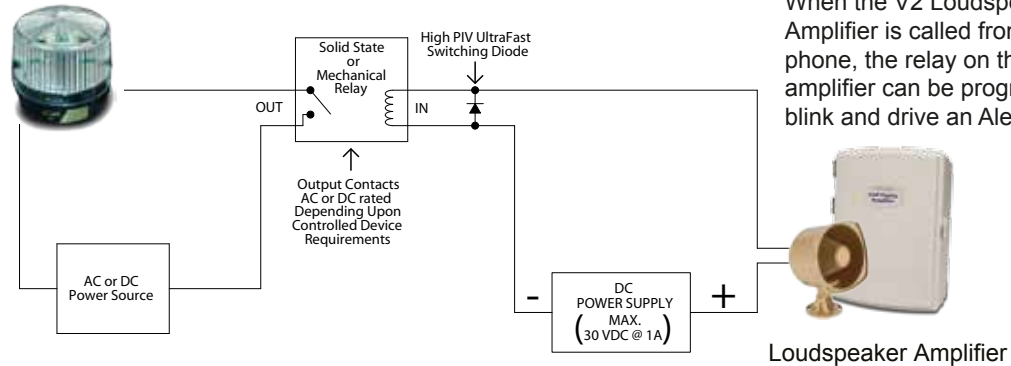 When the V2 Loudspe
Amplifier is called from
phone, the relay on th
amplifier can be progr
blink and drive an Ale
High PIV UltraFast
Switching Diode
Solid State
or
Mechanical
Relay
OUT
IN
Output Contacts
AC or DC rated
Depending Upon
Controlled Device
Requirements
AC or DC
Power Source
-
DC
POWER SUPPLY
(MAX.
30 VDC @ 1A)
+
Loudspeaker Amplifier